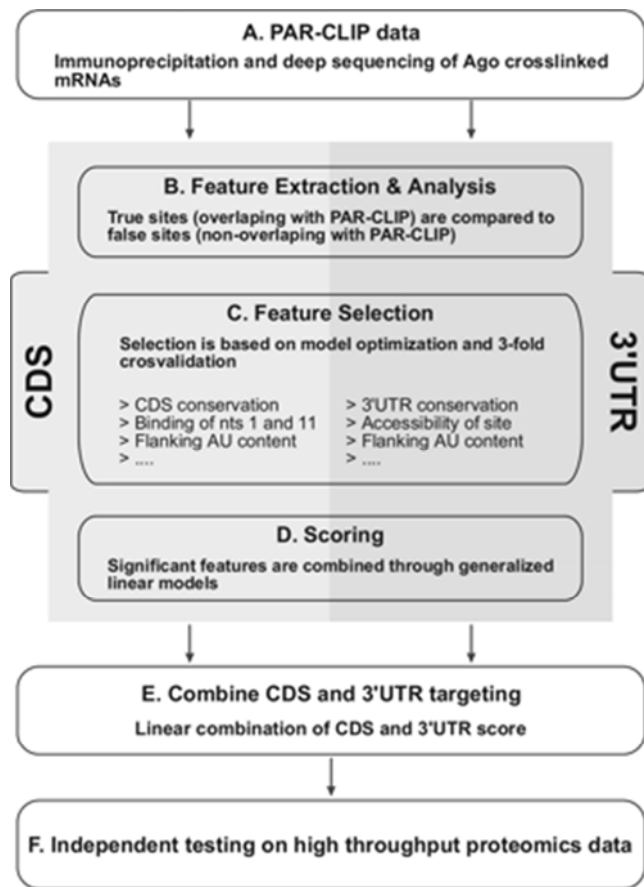 A. PAR-CLIP data
Immunoprecipitation and deep sequencing of Ago crosslinked
mRNAs
B. Feature Extraction & Analysis
True sites (overlaping with PAR-CLIP) are compared to
false sites (non-overlaping with PAR-CLIP)
CDS
C. Feature Selection
Selection is based on model optimization and 3-fold
crosvalidation
> CDS conservation
> Binding of nts 1 and 11
> Flanking AU content
> ....
> 3'UTR conservation
> Accessibility of site
> Flanking AU content
> ....
3'UTR
D. Scoring
Significant features are combined through generalized
linear models
E. Combine CDS and 3'UTR targeting
Linear combination of CDS and 3'UTR score
F. Independent testing on high throughput proteomics data